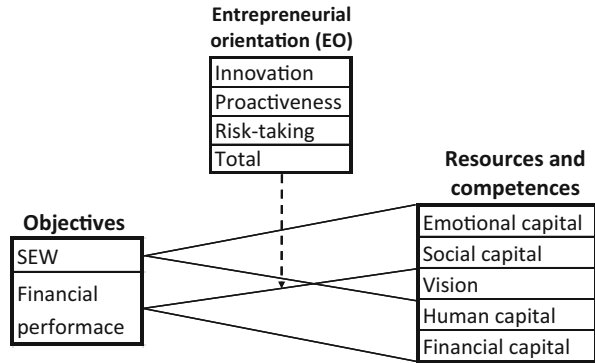 Entrepreneurial
orientation (EO)
Innovation
Proactiveness
Risk-taking
Total
Objectives
SEW
Financial
performace
Resources and
competences
Emotional capital
Social capital
Vision
Human capital
Financial capital